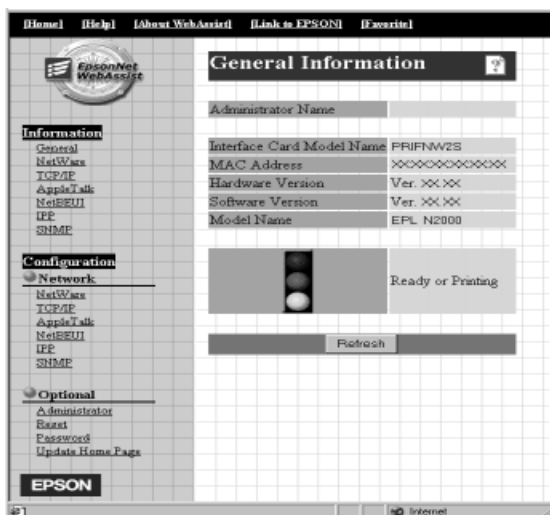 [Home] [Help] [About WebAssist] [Link to EPSON] [Favorite]
EpsonNet
WebAssist
General Information
?
Administrator Name
Interface Card Model Name PRIFNW2S
MAC Address XXXXXXXXXXXX
Hardware Version Ver. XX.XX
Software Version Ver. XX.XX
Model Name EPL N2000
Ready or Printing
Refresh
Information
General
NetWare
TCP/IP
AppleTalk
NetBEUI
IPP
SNMP
Configuration
Network
NetWare
TCP/IP
AppleTalk
NetBEUI
IPP
SNMP
Optional
Administrator
Reset
Password
Update Home Page
EPSON
Internet